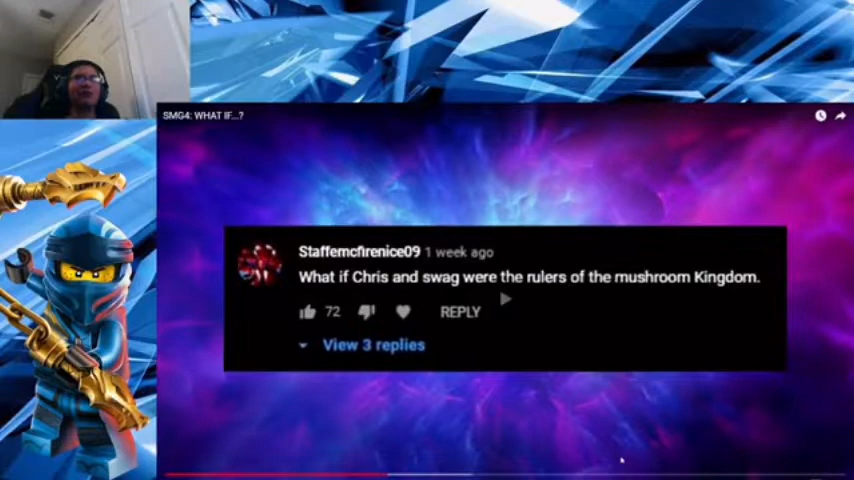 SMG4: WHAT IF...?
Staffemcfirenice09 1 week ago
What if Chris and swag were the rulers of the mushroom Kingdom.
72 REPLY
View 3 replies